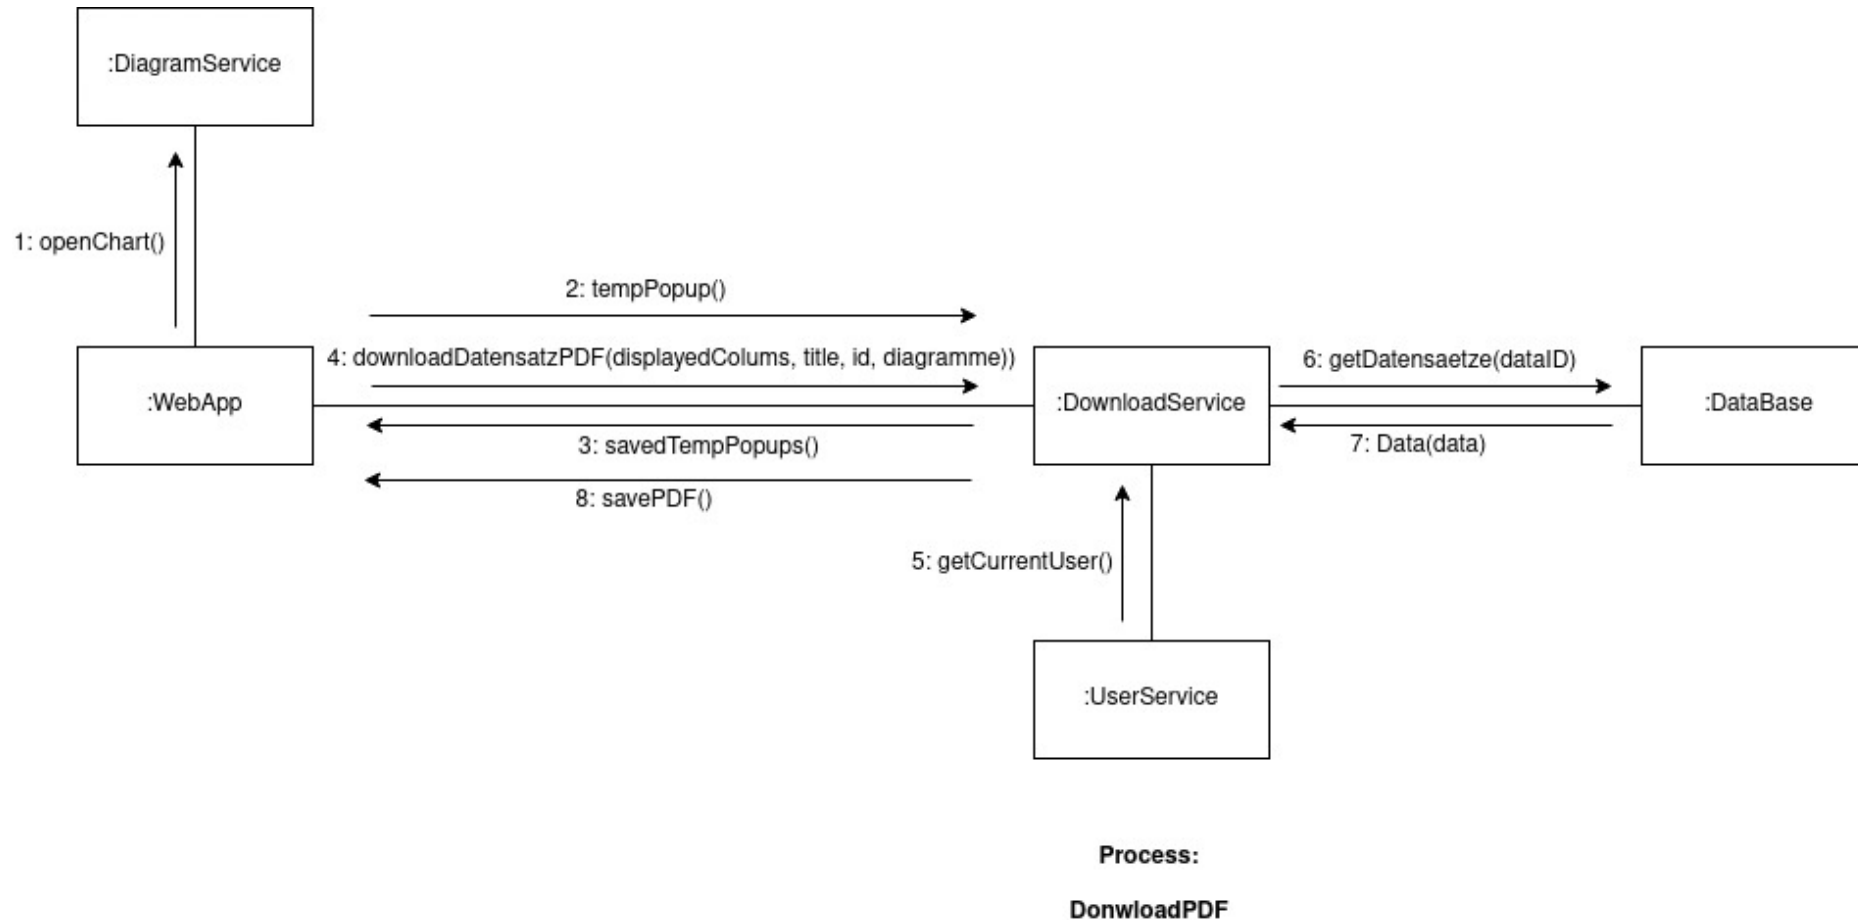 :DiagramService
1: openChart()
2: tempPopup()
4: downloadDatensatzPDF(displayedColums, title, id, diagramme))
6: getDatensaetze(dataID)
:WebApp
:DownloadService
:DataBase
3: savedTempPopups()
7: Data(data)
8: savePDF()
5: getCurrentUser()
:UserService
Process:
DonwloadPDF